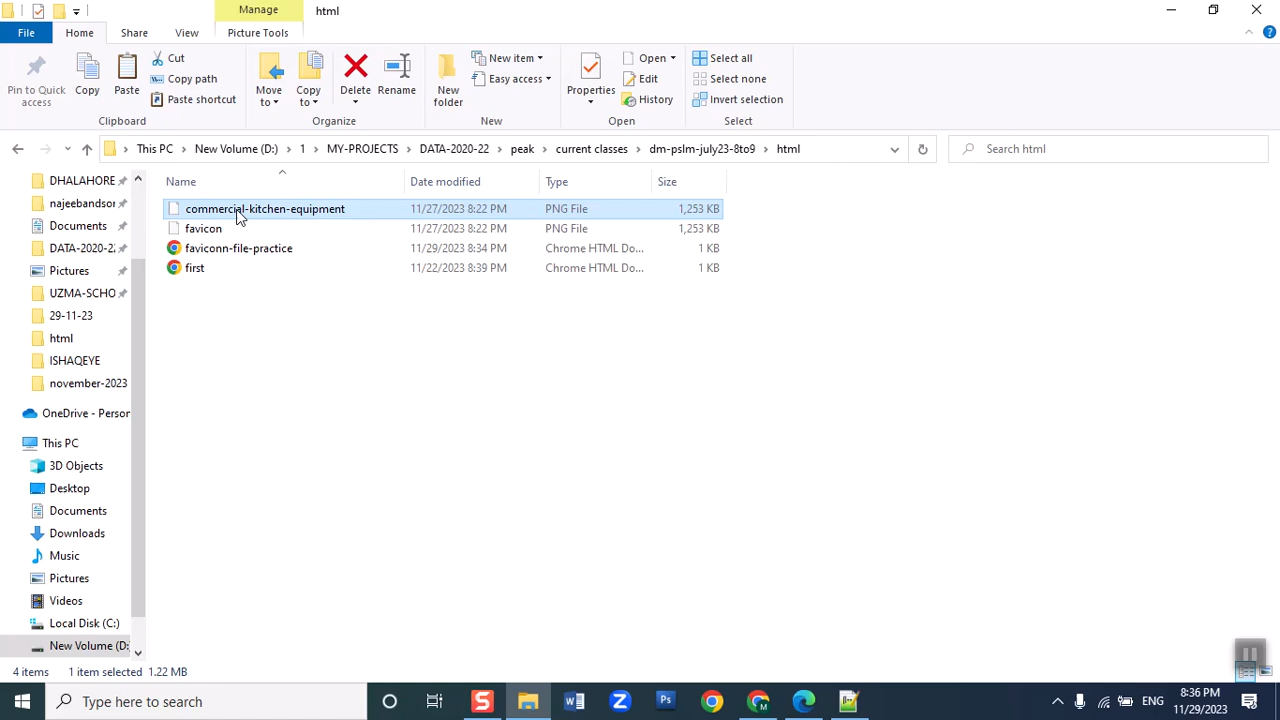 Manage html
File Home Share View Picture Tools
Pin to Quick access
Copy
Paste
Cut
Copy path
Paste shortcut
Clipboard
Move to
Copy to
Delete
Rename
Organize
New folder
New item
Easy access
New
Properties
Open
Edit
History
Open
Select all
Select none
Invert selection
Select
This PC New Volume (D:) 1 MY-PROJECTS DATA-2020-22 peak current classes dm-pslm-july23-8to9 html Search html
Name Date modified Type Size
commercial-kitchen-equipment 11/27/2023 8:22 PM PNG File 1,253 KB
favicon 11/27/2023 8:22 PM PNG File 1,253 KB
faviconn-file-practice 11/29/2023 8:34 PM Chrome HTML Do... 1 KB
first 11/22/2023 8:39 PM Chrome HTML Do... 1 KB
DHALAHORE
najeebandsor
Documents
DATA-2020-22
Pictures
UZMA-SCHO
29-11-23
html
ISHAQEYE
november-2023
OneDrive - Person
This PC
3D Objects
Desktop
Documents
Downloads
Music
Pictures
Videos
Local Disk (C:)
New Volume (D:
4 items 1 item selected 1.22 MB
Type here to search
ENG
8:36 PM
11/29/2023